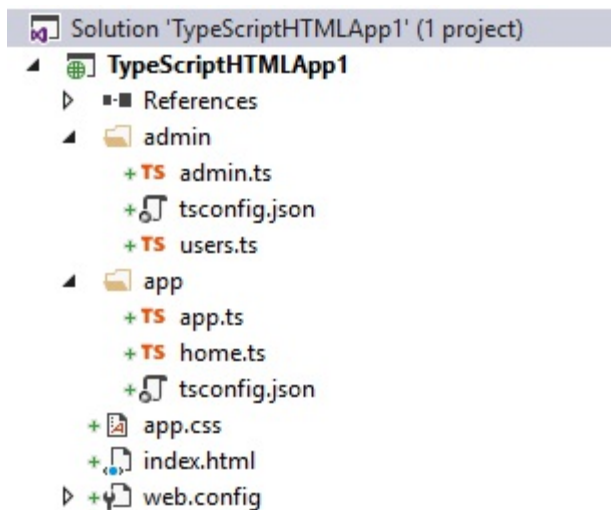 Solution 'TypeScriptHTMLApp1' (1 project)
TypeScriptHTMLApp1
References
admin
TS admin.ts
tsconfig.json
TS users.ts
app
TS app.ts
TS home.ts
tsconfig.json
app.css
index.html
web.config